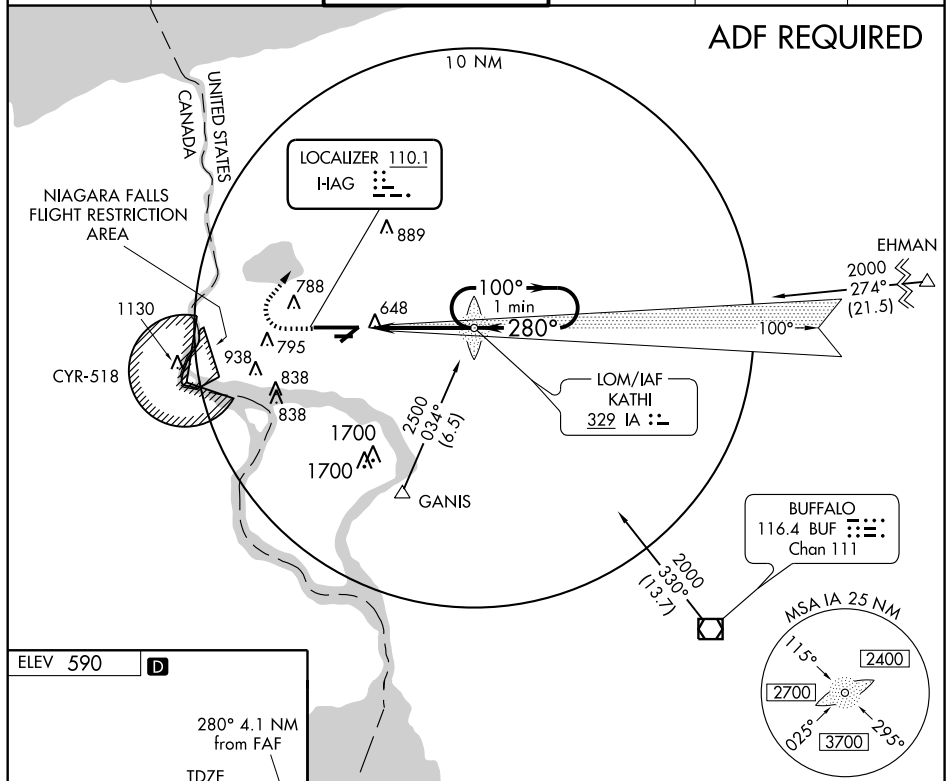 ADF REQUIRED
10 NM
UNITED STATES
CANADA
LOCALIZER 110.1
I-IAG
NIAGARA FALLS
FLIGHT RESTRICTION
AREA
889
EHMAN
2000
274°
(21.5)
1130
788
648
100°
1 min
280°
100°
795
938
CYR-518
838
838
LOM/IAF
KATHI
329 IA
2500
034°
(6.5)
1700
1700
GANIS
BUFFALO
116.4 BUF
Chan 111
2000
330°
(13.7)
MSA IA 25 NM
115°
2400
2700
025°
3700
295°
ELEV 590
D
280° 4.1 NM
from FAF
TDZE